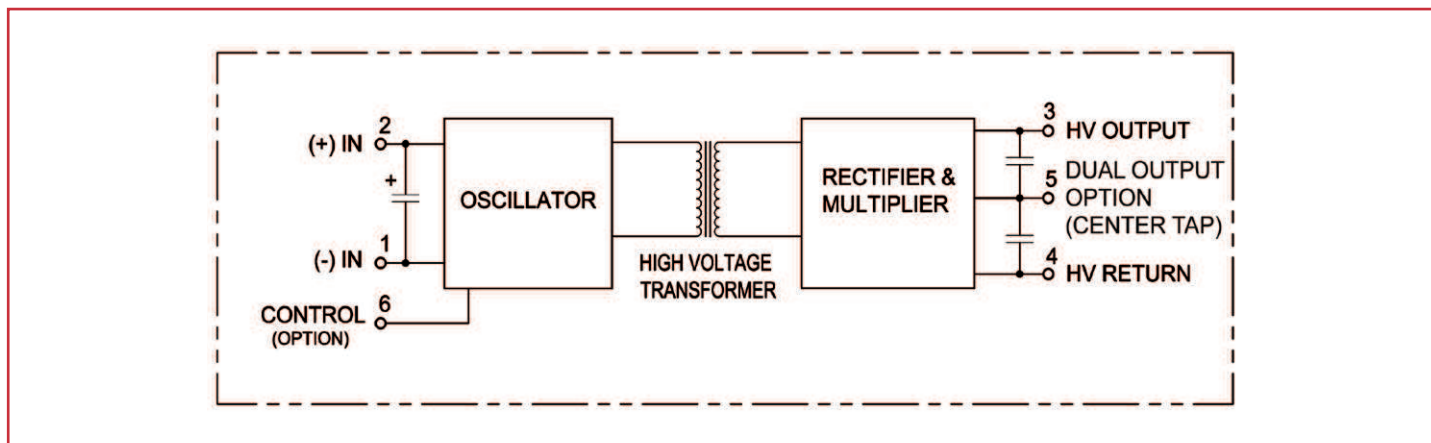 2
(+) IN
+
1
(-) IN
6
CONTROL
(OPTION)
OSCILLATOR
HIGH VOLTAGE
TRANSFORMER
RECTIFIER &
MULTIPLIER
3
HV OUTPUT
5
DUAL OUTPUT
OPTION
(CENTER TAP)
4
HV RETURN